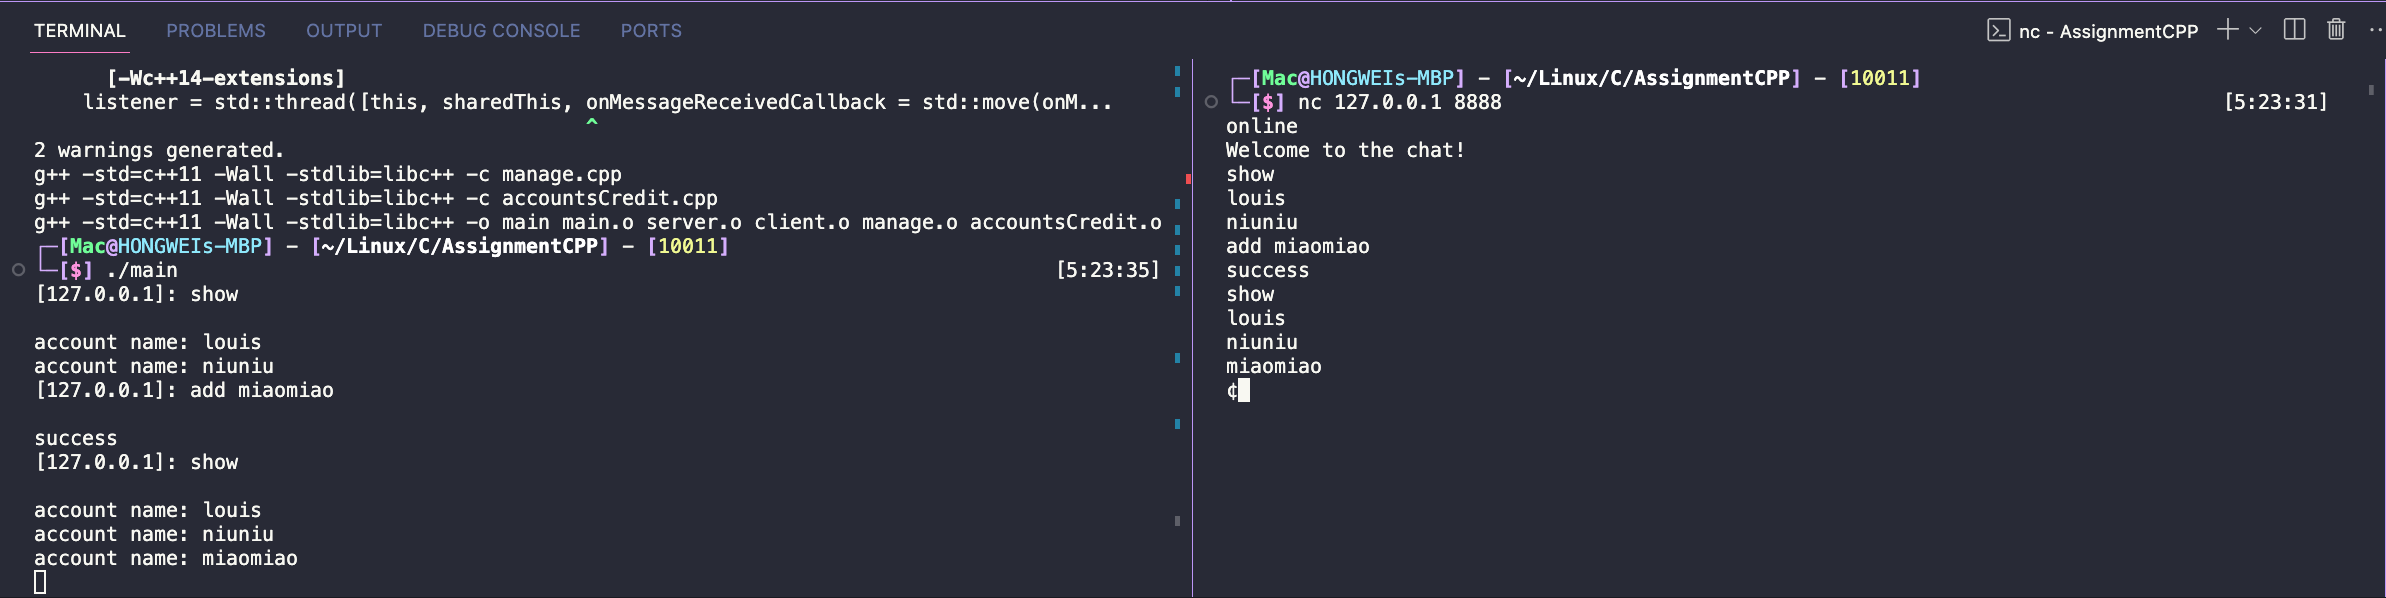 TERMINAL PROBLEMS OUTPUT DEBUG CONSOLE PORTS nc - AssignmentCPP
[-Wc++14-extensions]
listener = std::thread([this, sharedThis, onMessageReceivedCallback = std::move(onM...
^
2 warnings generated.
g++ -std=c++11 -Wall -stdlib=libc++ -c manage.cpp
g++ -std=c++11 -Wall -stdlib=libc++ -c accountsCredit.cpp
g++ -std=c++11 -Wall -stdlib=libc++ -o main main.o server.o client.o manage.o accountsCredit.o
┌─[Mac@HONGWEIs-MBP] - [~/Linux/C/AssignmentCPP] - [10011]
└─[$] ./main [5:23:35]
[127.0.0.1]: show
account name: louis
account name: niuniu
[127.0.0.1]: add miaomiao
success
[127.0.0.1]: show
account name: louis
account name: niuniu
account name: miaomiao
┌─[Mac@HONGWEIs-MBP] - [~/Linux/C/AssignmentCPP] - [10011]
└─[$] nc 127.0.0.1 8888 [5:23:31]
online
Welcome to the chat!
show
louis
niuniu
add miaomiao
success
show
louis
niuniu
miaomiao
¢